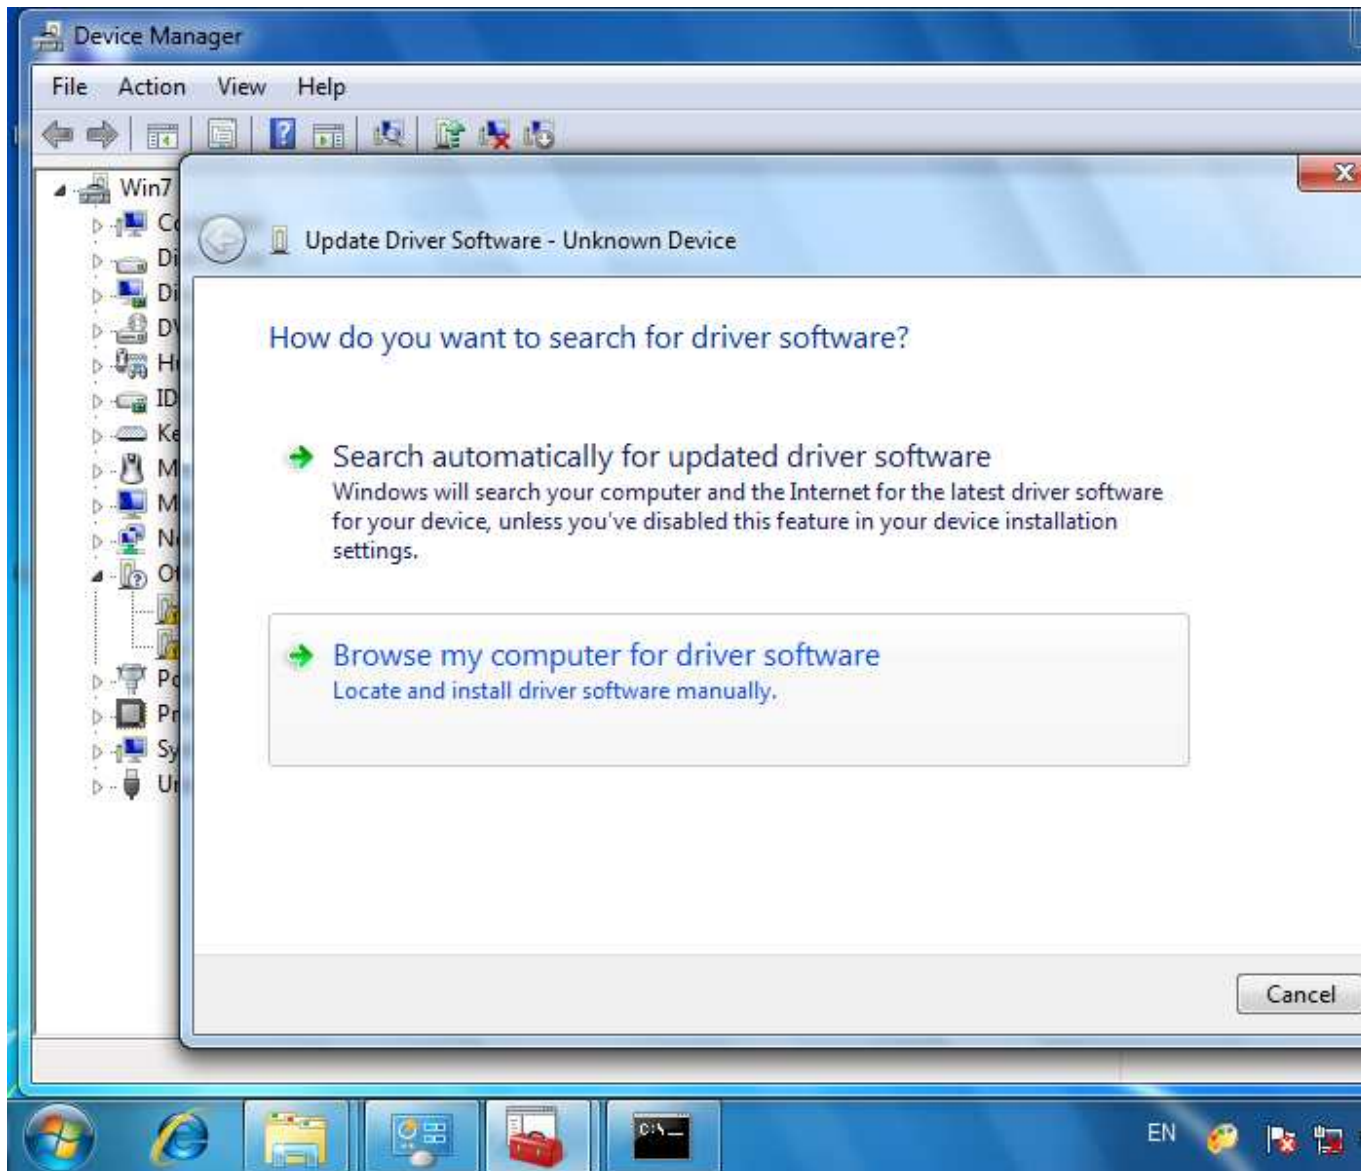 Device Manager
File Action View Help
Win7
Update Driver Software - Unknown Device
How do you want to search for driver software?
Search automatically for updated driver software
Windows will search your computer and the Internet for the latest driver software
for your device, unless you've disabled this feature in your device installation
settings.
Browse my computer for driver software
Locate and install driver software manually.
Cancel
C:\_
EN